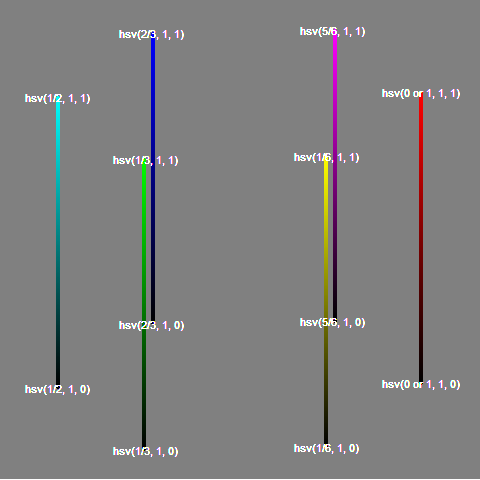 hsv(5/6, 1, 1)
hsv(2/3, 1, 1)
hsv(0 or 1, 1, 1)
hsv(1/2, 1, 1)
hsv(1/6, 1, 1)
hsv(1/3, 1, 1)
hsv(5/6, 1, 0)
hsv(2/3, 1, 0)
hsv(0 or 1, 1, 0)
hsv(1/2, 1, 0)
hsv(1/6, 1, 0)
hsv(1/3, 1, 0)